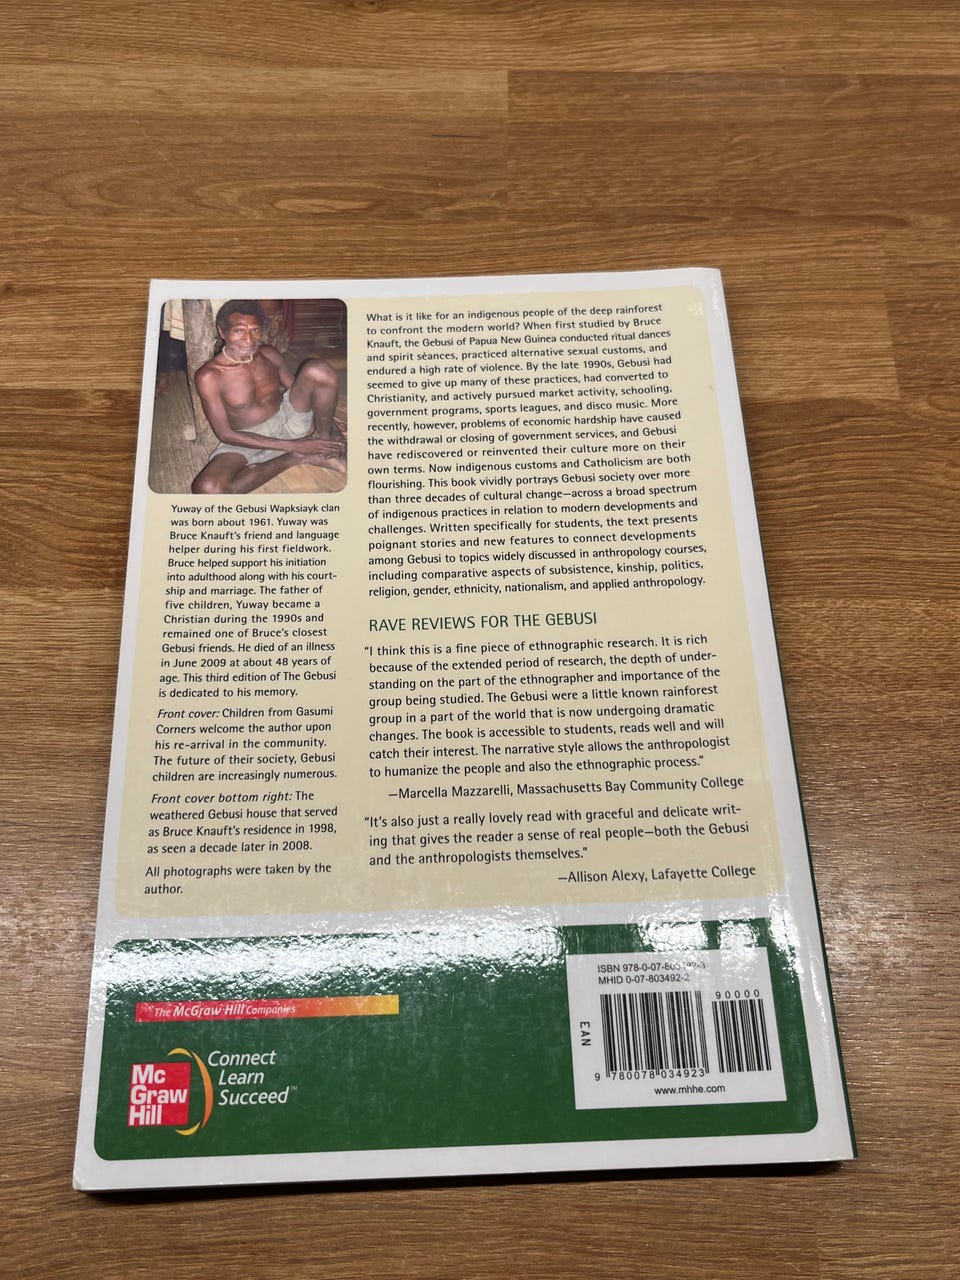 What is it like for an indigenous people of the deep rainforest
to confront the modern world? When first studied by Bruce
Knauft, the Gebusi of Papua New Guinea conducted ritual dances
and spirit séances, practiced alternative sexual customs, and
endured a high rate of violence. By the late 1990s, Gebusi had
seemed to give up many of these practices, had converted to
Christianity, and actively pursued market activity, schooling,
government programs, sports leagues, and disco music. More
recently, however, problems of economic hardship have caused
the withdrawal or closing of government services, and Gebusi
have rediscovered or reinvented their culture more on their
own terms. Now indigenous customs and Catholicism are both
flourishing. This book vividly portrays Gebusi society over more
than three decades of cultural change—across a broad spectrum
of indigenous practices in relation to modern developments and
challenges. Written specifically for students, the text presents
poignant stories and new features to connect developments
among Gebusi to topics widely discussed in anthropology courses,
including comparative aspects of subsistence, kinship, politics,
religion, gender, ethnicity, nationalism, and applied anthropology.
RAVE REVIEWS FOR THE GEBUSI
"I think this is a fine piece of ethnographic research. It is rich
because of the extended period of research, the depth of under-
standing on the part of the ethnographer and importance of the
group being studied. The Gebusi were a little known rainforest
group in a part of the world that is now undergoing dramatic
changes. The book is accessible to students, reads well and will
catch their interest. The narrative style allows the anthropologist
to humanize the people and also the ethnographic process."
—Marcella Mazzarelli, Massachusetts Bay Community College
"It's also just a really lovely read with graceful and delicate writ-
ing that gives the reader a sense of real people—both the Gebusi
and the anthropologists themselves."
—Allison Alexy, Lafayette College
Yuway of the Gebusi Wapksiayk clan
was born about 1961. Yuway was
Bruce Knauft's friend and language
helper during his first fieldwork.
Bruce helped support his initiation
into adulthood along with his court-
ship and marriage. The father of
five children, Yuway became a
Christian during the 1990s and
remained one of Bruce's closest
Gebusi friends. He died of an illness
in June 2009 at about 48 years of
age. This third edition of The Gebusi
is dedicated to his memory.
Front cover: Children from Gasumi
Corners welcome the author upon
his re-arrival in the community.
The future of their society, Gebusi
children are increasingly numerous.
Front cover bottom right: The
weathered Gebusi house that served
as Bruce Knauft's residence in 1998,
as seen a decade later in 2008.
All photographs were taken by the
author.
The McGraw·Hill Companies
Mc
Graw
Hill
Connect
Learn
Succeed™
ISBN
MHID 0-07-803492-2
90000
EAN
9 780078 034923
www.mhhe.com